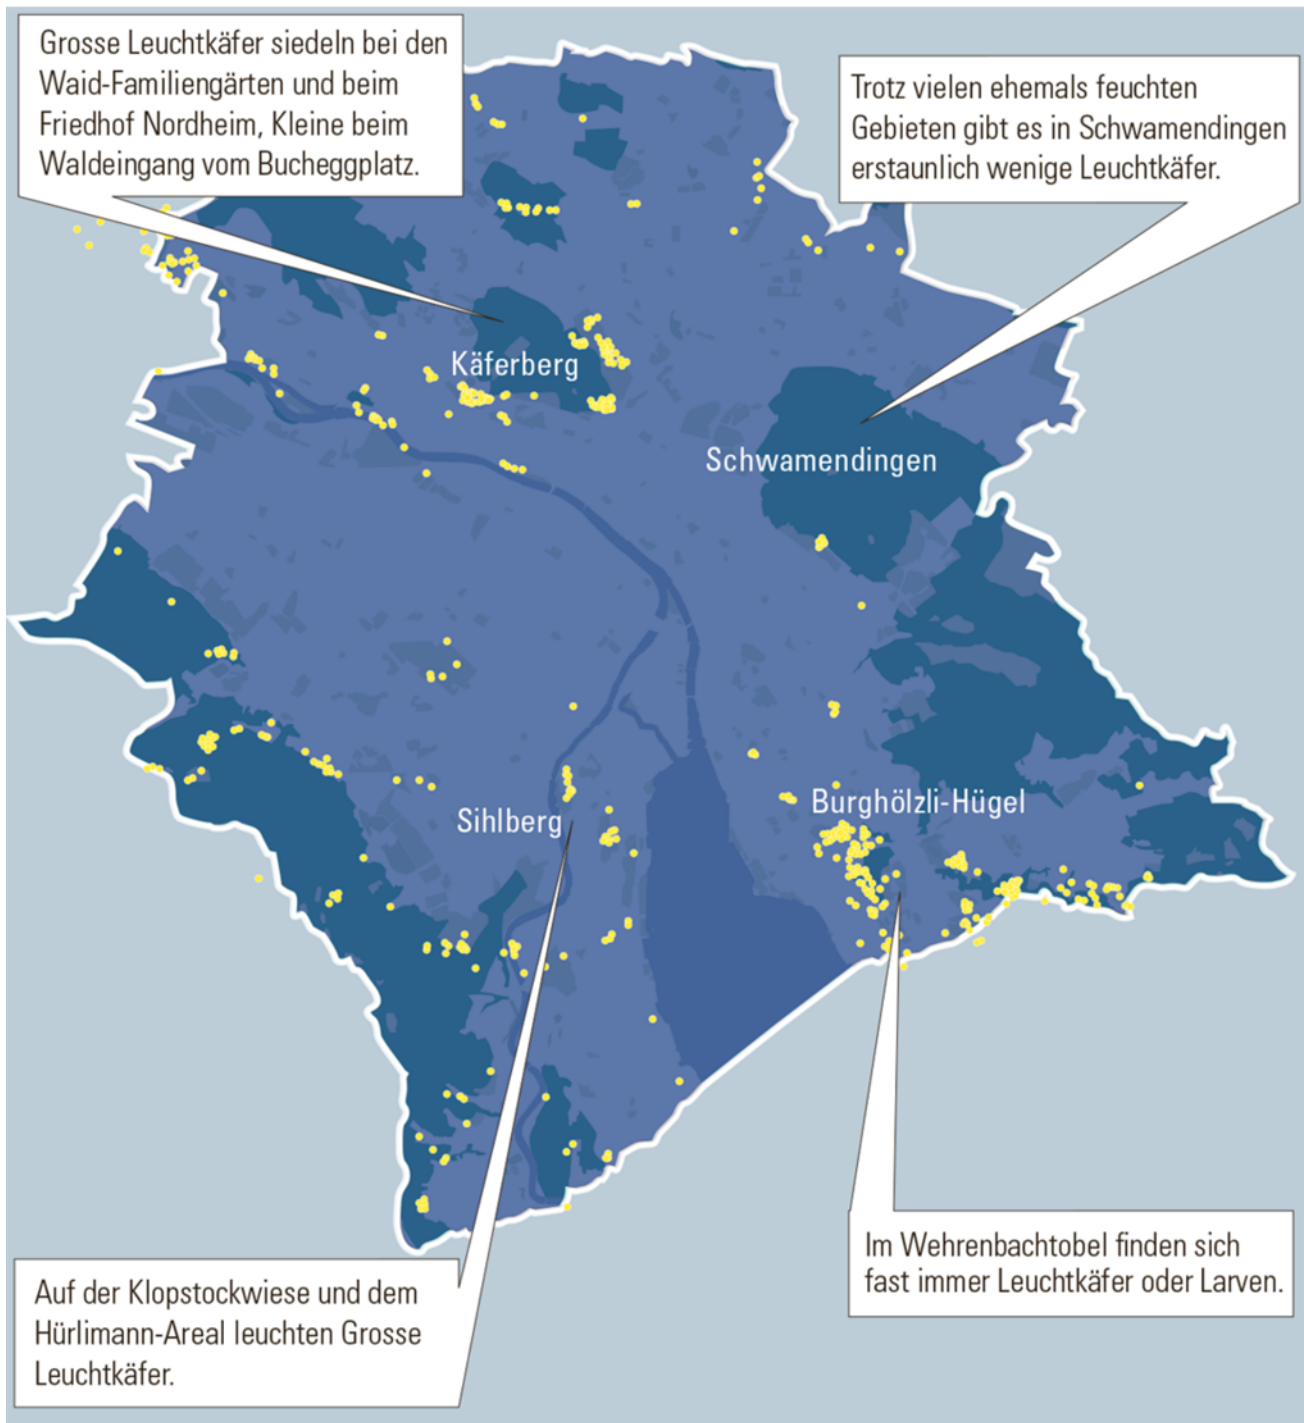 Grosse Leuchtkäfer siedeln bei den
Waid-Familiengärten und beim
Friedhof Nordheim, Kleine beim
Waldeingang vom Bucheggplatz.
Trotz vielen ehemals feuchten
Gebieten gibt es in Schwamendingen
erstaunlich wenige Leuchtkäfer.
Käferberg
Schwamendingen
Burghölzli-Hügel
Sihlberg
Im Wehrenbachtobel finden sich
fast immer Leuchtkäfer oder Larven.
Auf der Klopstockwiese und dem
Hürlimann-Areal leuchten Grosse
Leuchtkäfer.